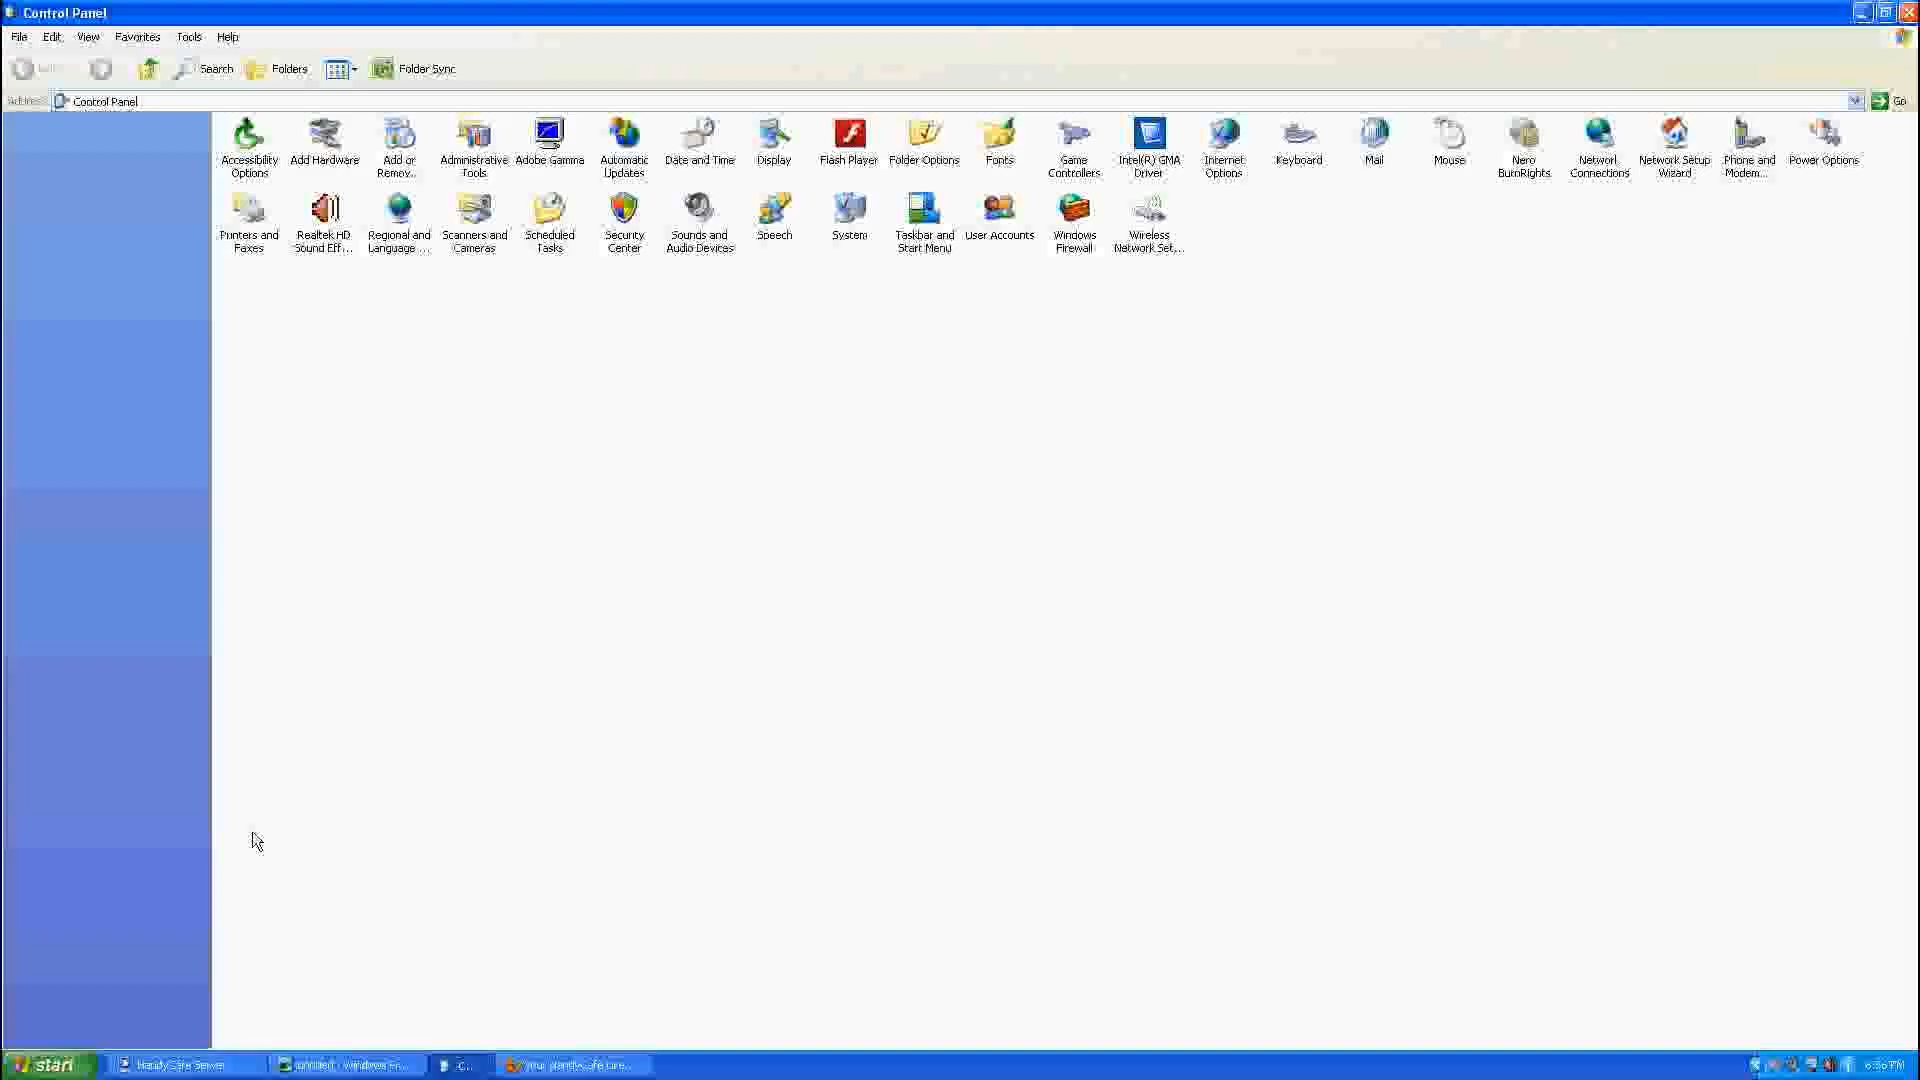 Control Panel
File Edit View Favorites Tools Help
Search Folders Folder Sync
Address Control Panel Go
Accessibility Options
Add Hardware
Add or Remov...
Administrative Tools
Adobe Gamma
Automatic Updates
Date and Time
Display
Flash Player
Folder Options
Fonts
Game Controllers
Intel(R) GMA Driver
Internet Options
Keyboard
Mail
Mouse
Nero BurnRights
Network Connections
Network Setup Wizard
Phone and Modem...
Power Options
Printers and Faxes
Realtek HD Sound Eff...
Regional and Language ...
Scanners and Cameras
Scheduled Tasks
Security Center
Sounds and Audio Devices
Speech
System
Taskbar and Start Menu
User Accounts
Windows Firewall
Wireless Network Set...
start C...